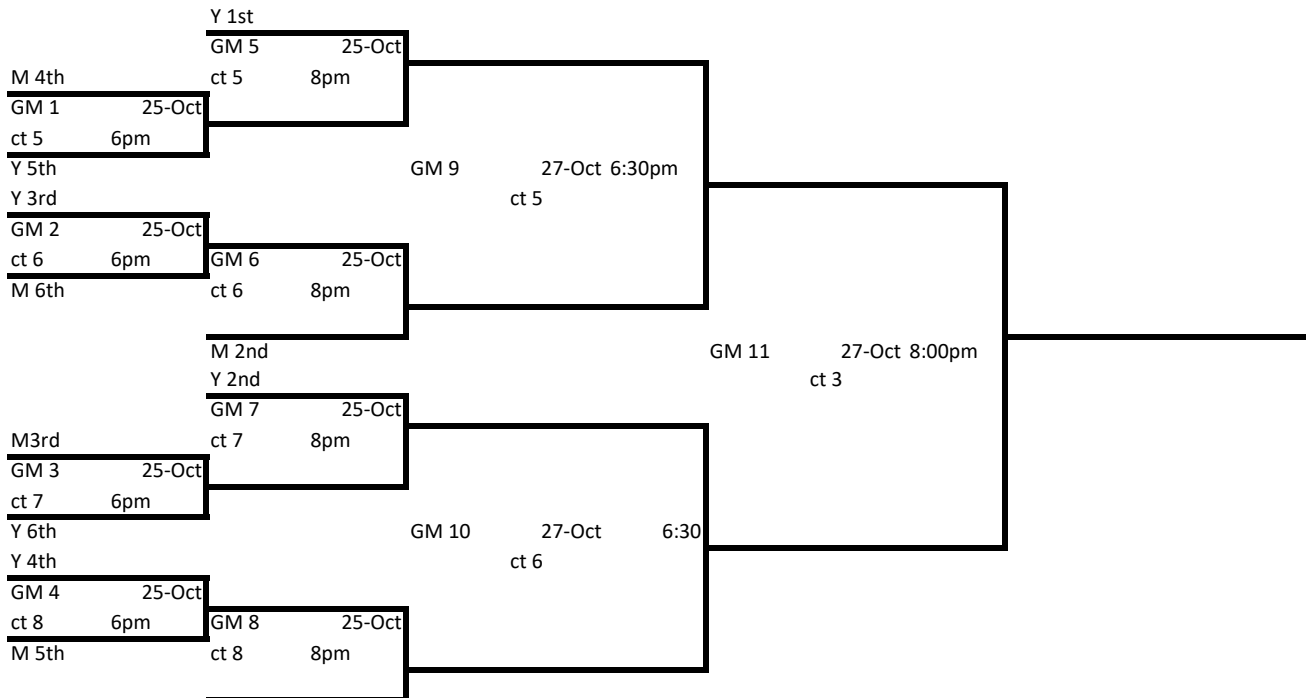 Y 1st
GM 5 25-Oct
M 4th ct 5 8pm
GM 1 25-Oct
ct 5 6pm
Y 5th GM 9 27-Oct 6:30pm
Y 3rd ct 5
GM 2 25-Oct
ct 6 6pm GM 6 25-Oct
M 6th ct 6 8pm
M 2nd GM 11 27-Oct 8:00pm
Y 2nd ct 3
GM 7 25-Oct
M3rd ct 7 8pm
GM 3 25-Oct
ct 7 6pm
Y 6th GM 10 27-Oct 6:30
Y 4th ct 6
GM 4 25-Oct
ct 8 6pm GM 8 25-Oct
M 5th ct 8 8pm